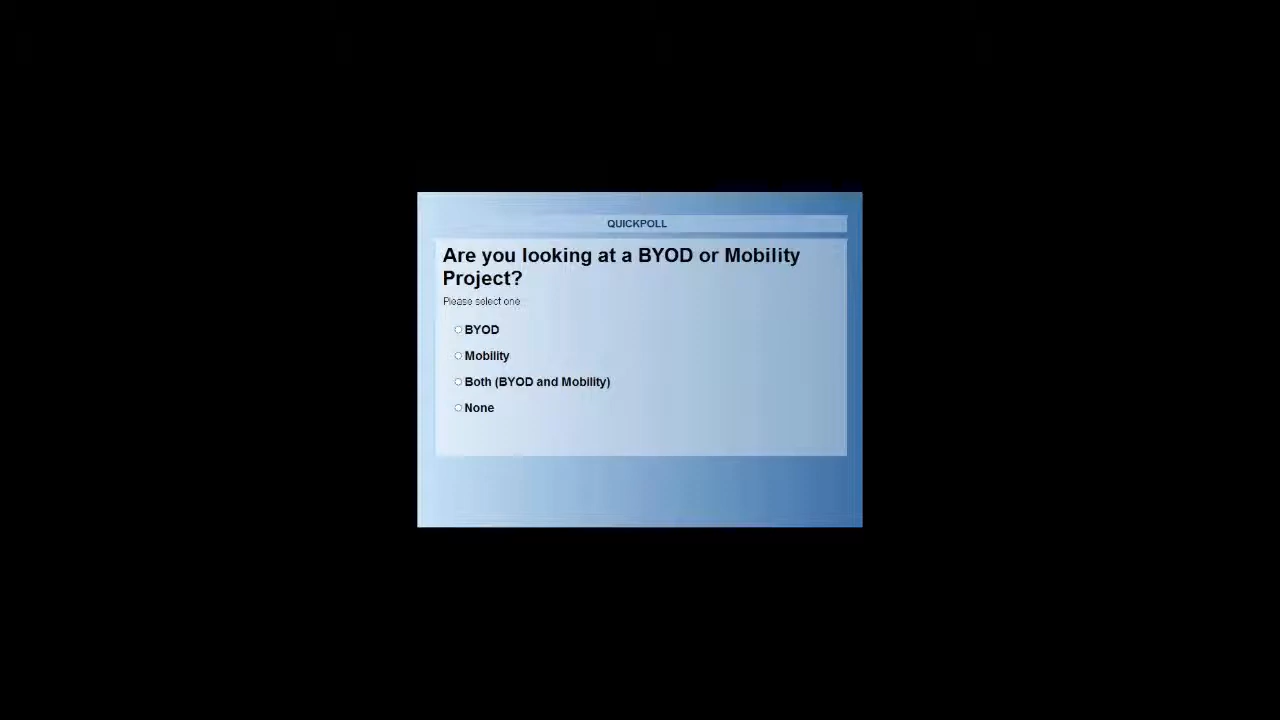 QUICKPOLL
Are you looking at a BYOD or Mobility
Project?
Please select one
BYOD
Mobility
Both (BYOD and Mobility)
None